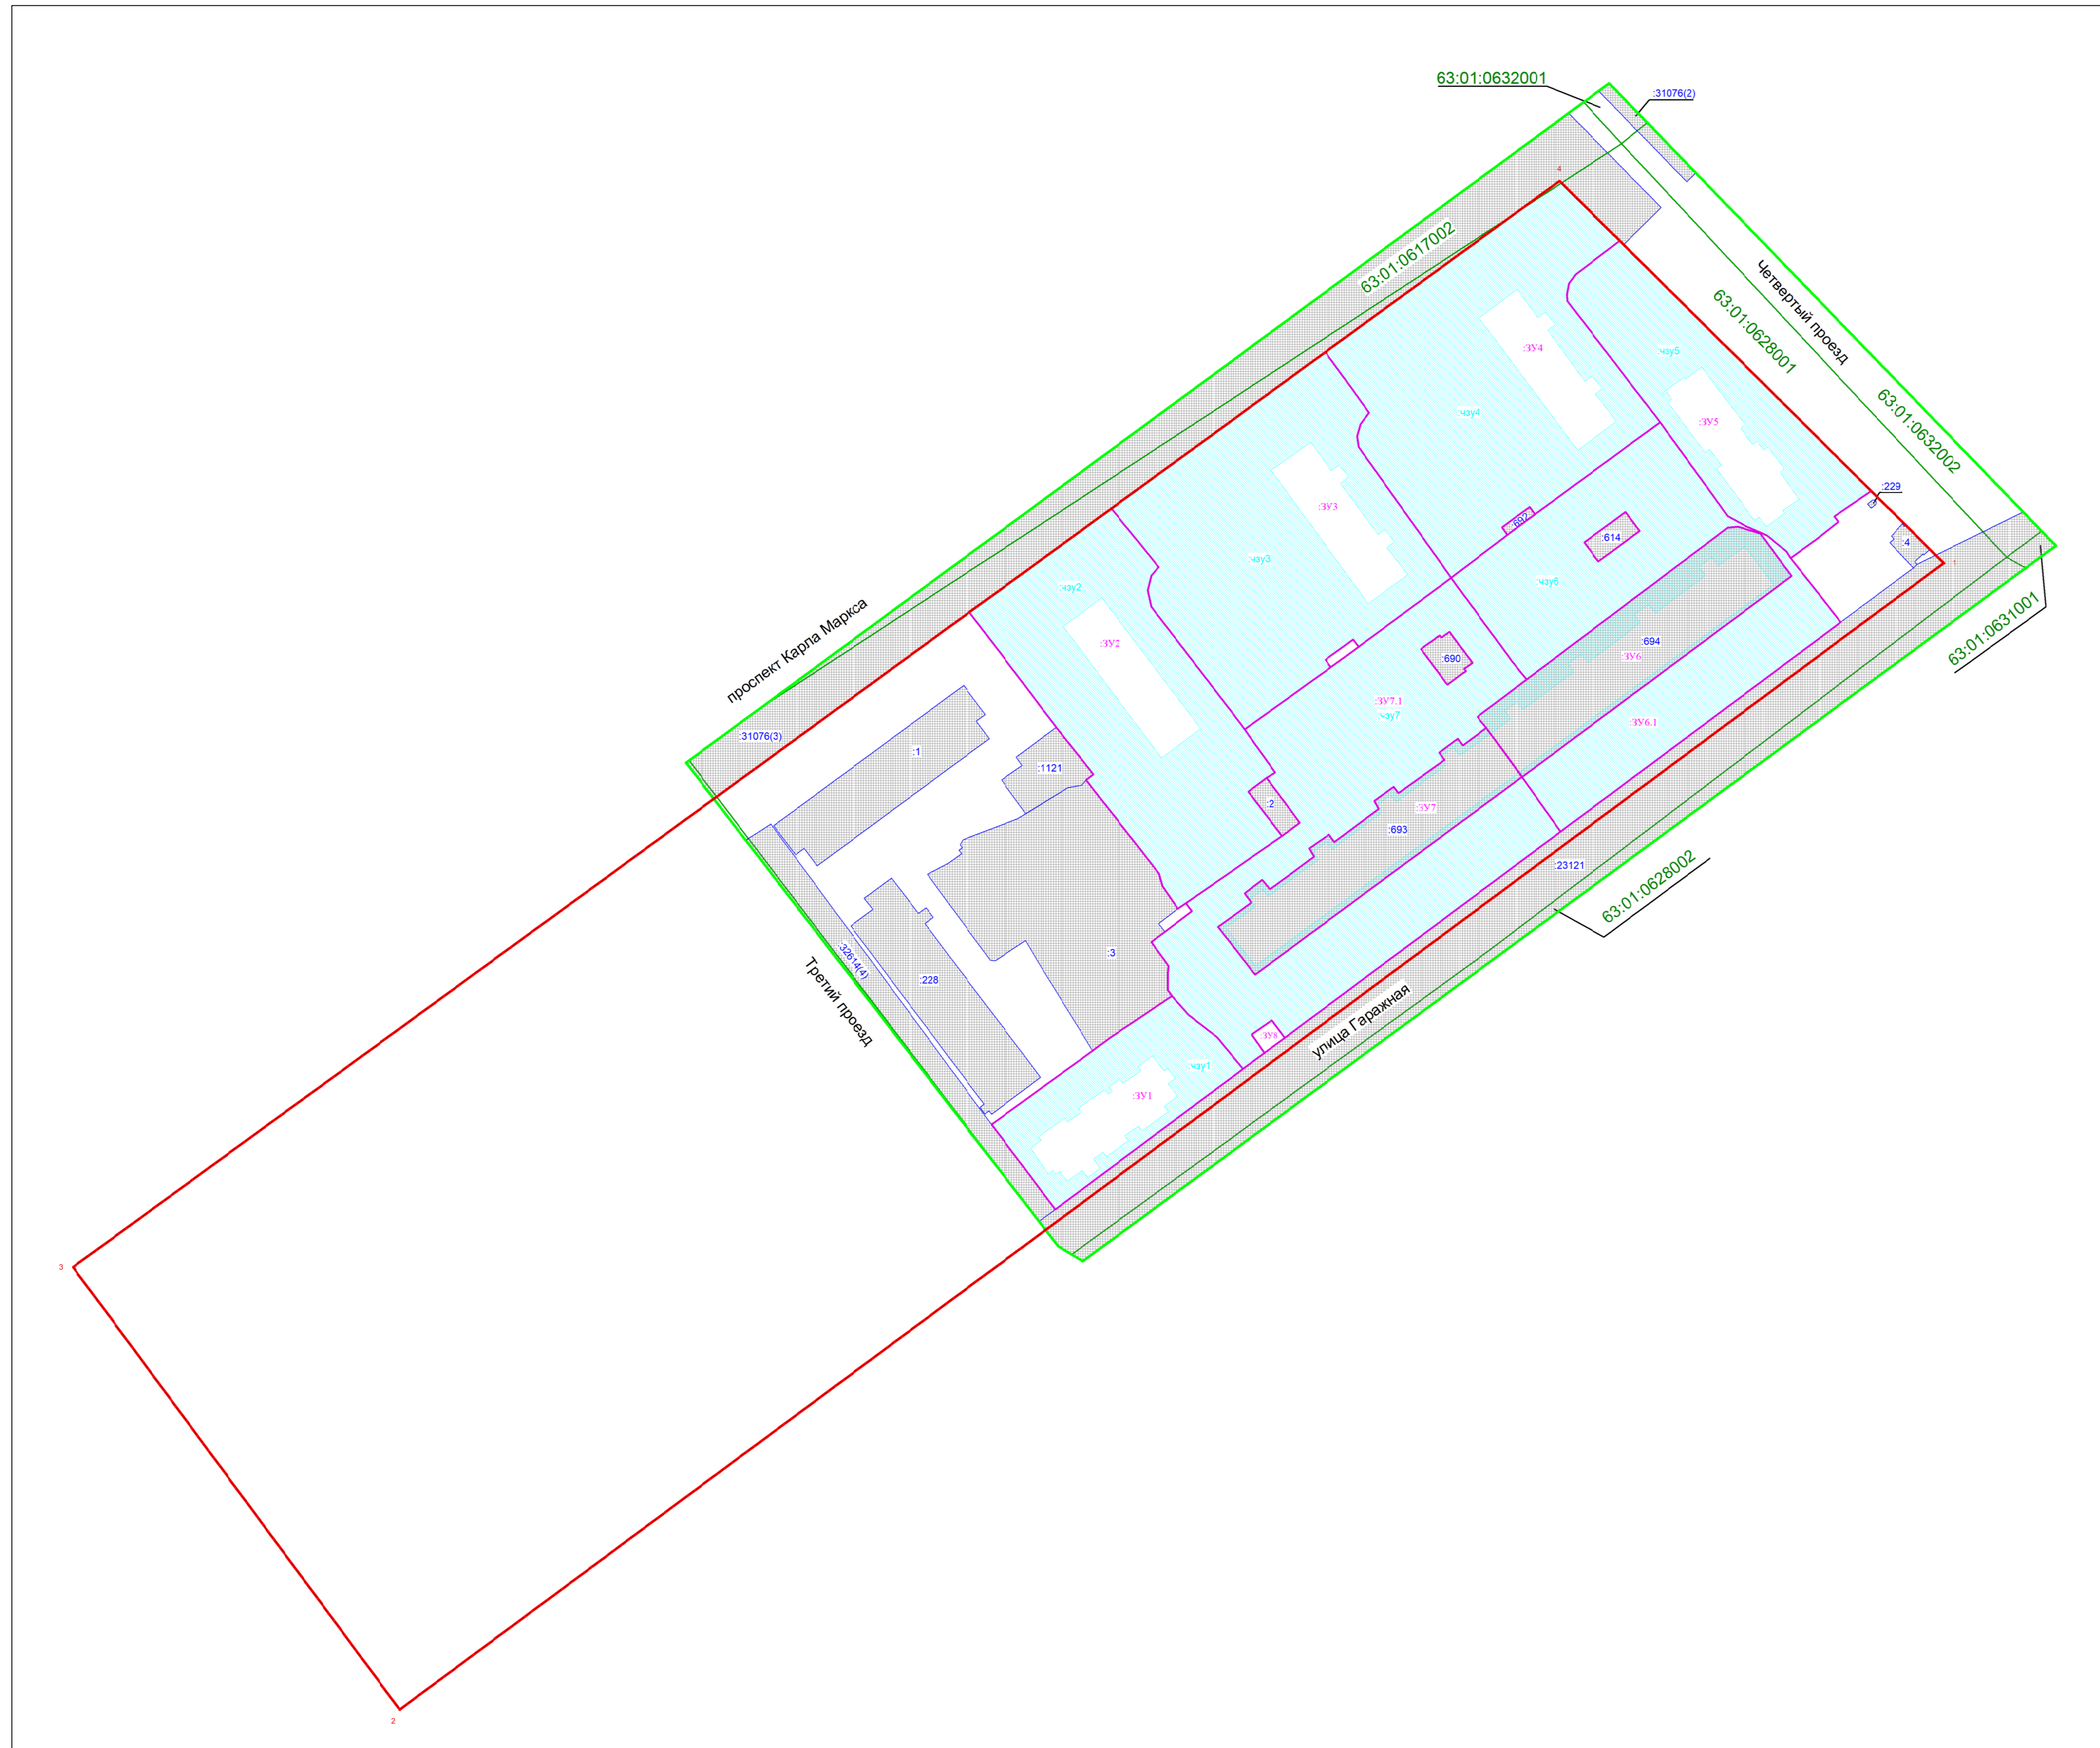 63:01:0632001
:31076(2)
4
63:01:0617002
Четвертый проезд
63:01:0628001
:ЗУ4
:чзу5
63:01:0632002
:чзу4
:ЗУ5
:229
:ЗУ3
:692
:614
:4
:чзу3
1
:чзу2
:чзу6
63:01:0631001
проспект Карла Маркса
:ЗУ2
:694
:690
:ЗУ6
:ЗУ7.1
:чзу7
:ЗУ6.1
:31076(3)
:1
:1121
:2
:ЗУ7
:693
:23121
63:01:0628002
:3
:32614(4)
:228
Третий проезд
улица Гаражная
:ЗУ8
:чзу1
:ЗУ1
3
2